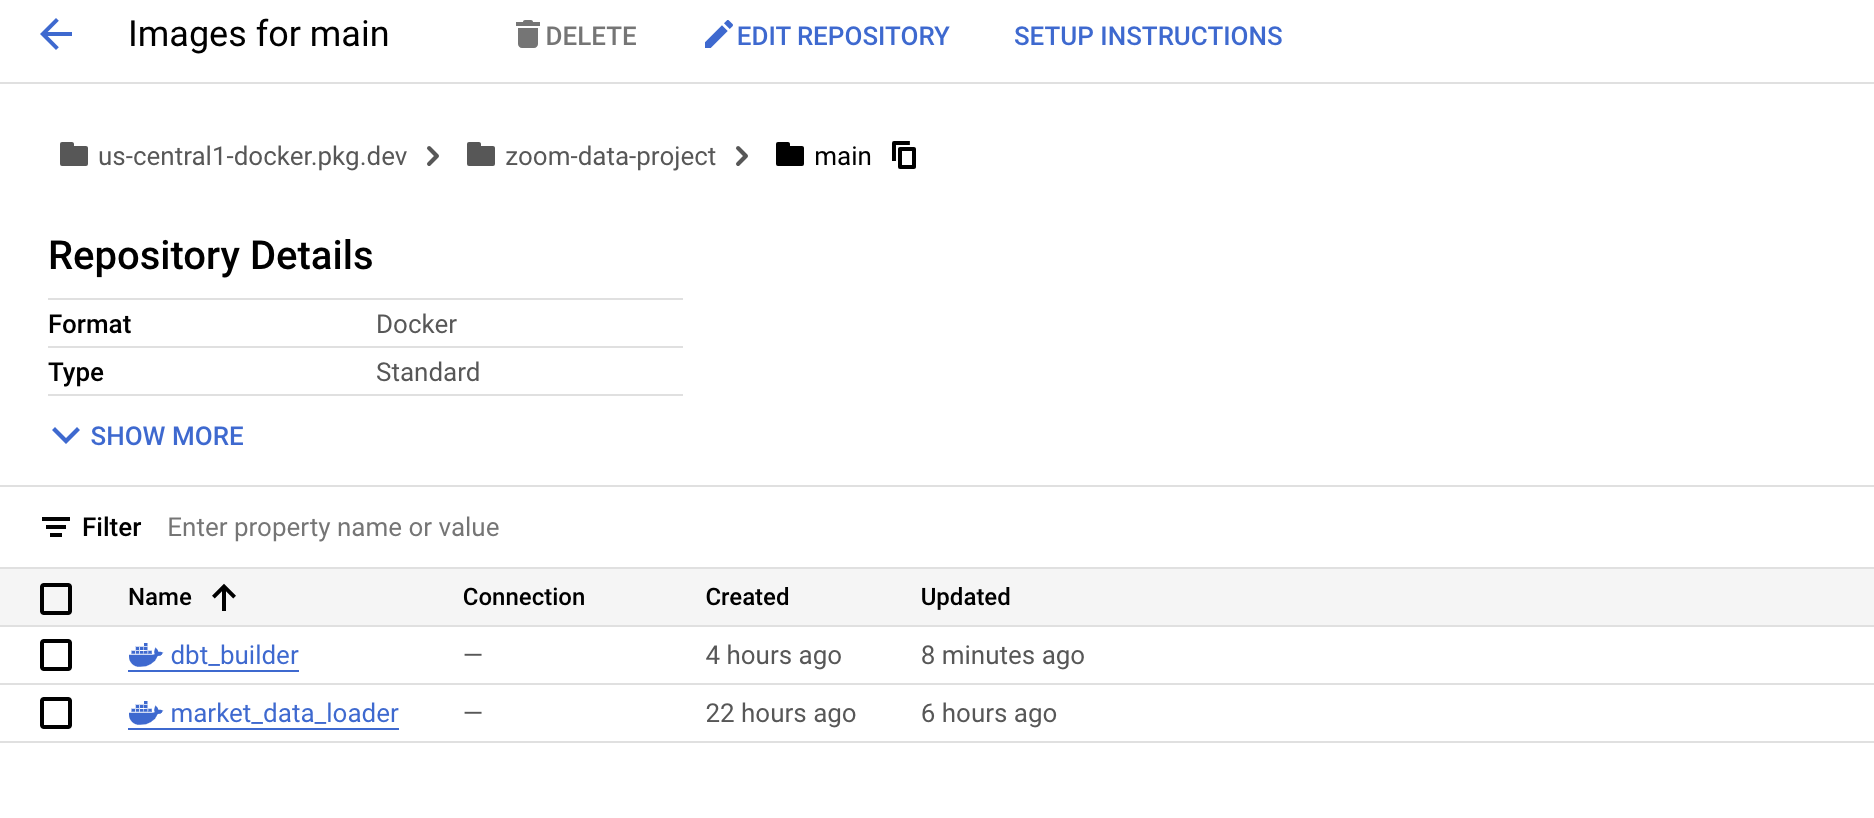 Images for main DELETE EDIT REPOSITORY SETUP INSTRUCTIONS
us-central1-docker.pkg.dev zoom-data-project main
Repository Details
Format Docker
Type Standard
SHOW MORE
Filter Enter property name or value
Name Connection Created Updated
dbt_builder — 4 hours ago 8 minutes ago
market_data_loader — 22 hours ago 6 hours ago